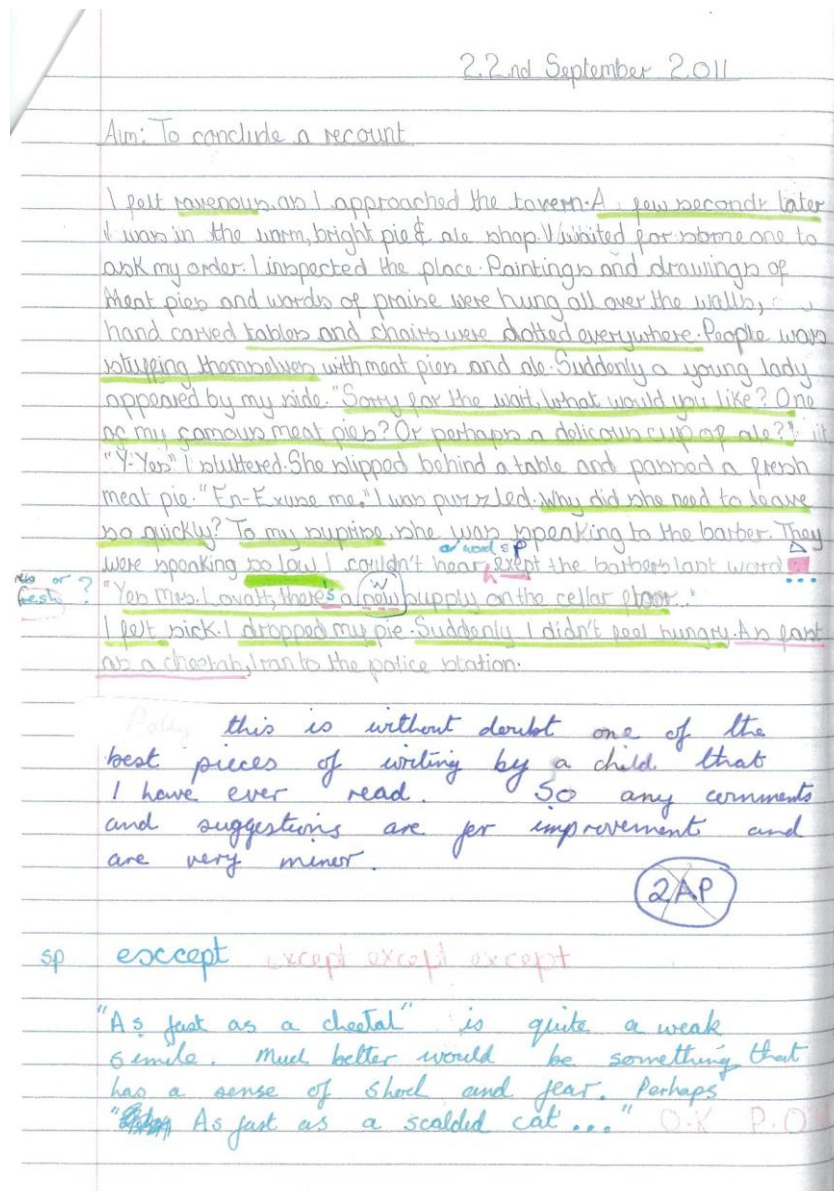 22nd September 2011
Aim: To conclude a recount
I felt ravenous as I approached the tavern. A few seconds later
I was in the warm, bright pie & ale shop. I waited for someone to
ask my order. I inspected the place. Paintings and drawings of
Meat pies and words of praise were hung all over the walls,
hand carved tables and chairs were dotted everywhere. People was
stuffing themselves with meat pies and ale. Suddenly a young lady
appeared by my side. "Sorry for the wait, what would you like? One
of my famous meat pies? Or perhaps a delicous cup of ale?"
"Y-Yes" I stuttered. She slipped behind a table and passed a fresh
meat pie. "En-Exuse me." I was puzzled. Why did she need to leave
so quickly? To my suprise, she was speaking to the barber. They
word sp
were speaking so low I couldn't hear, exept the barbers last word
or ?
fresh
w
"Yes Mrs. Lovatt, there's a new supply on the cellar floor..."
I felt sick. I dropped my pie. Suddenly I didn't feel hungry. As fast
as a cheetah, I ran to the police station.
Polly this is without doubt one of the
best pieces of writing by a child that
I have ever read. So any comments
and suggestions are for improvement and
are very minor.
2AP
sp except except except except
"As fast as a cheetah" is quite a weak
simile. Much better would be something that
has a sense of shock and fear. Perhaps
"As fast as a scalded cat..." O.K